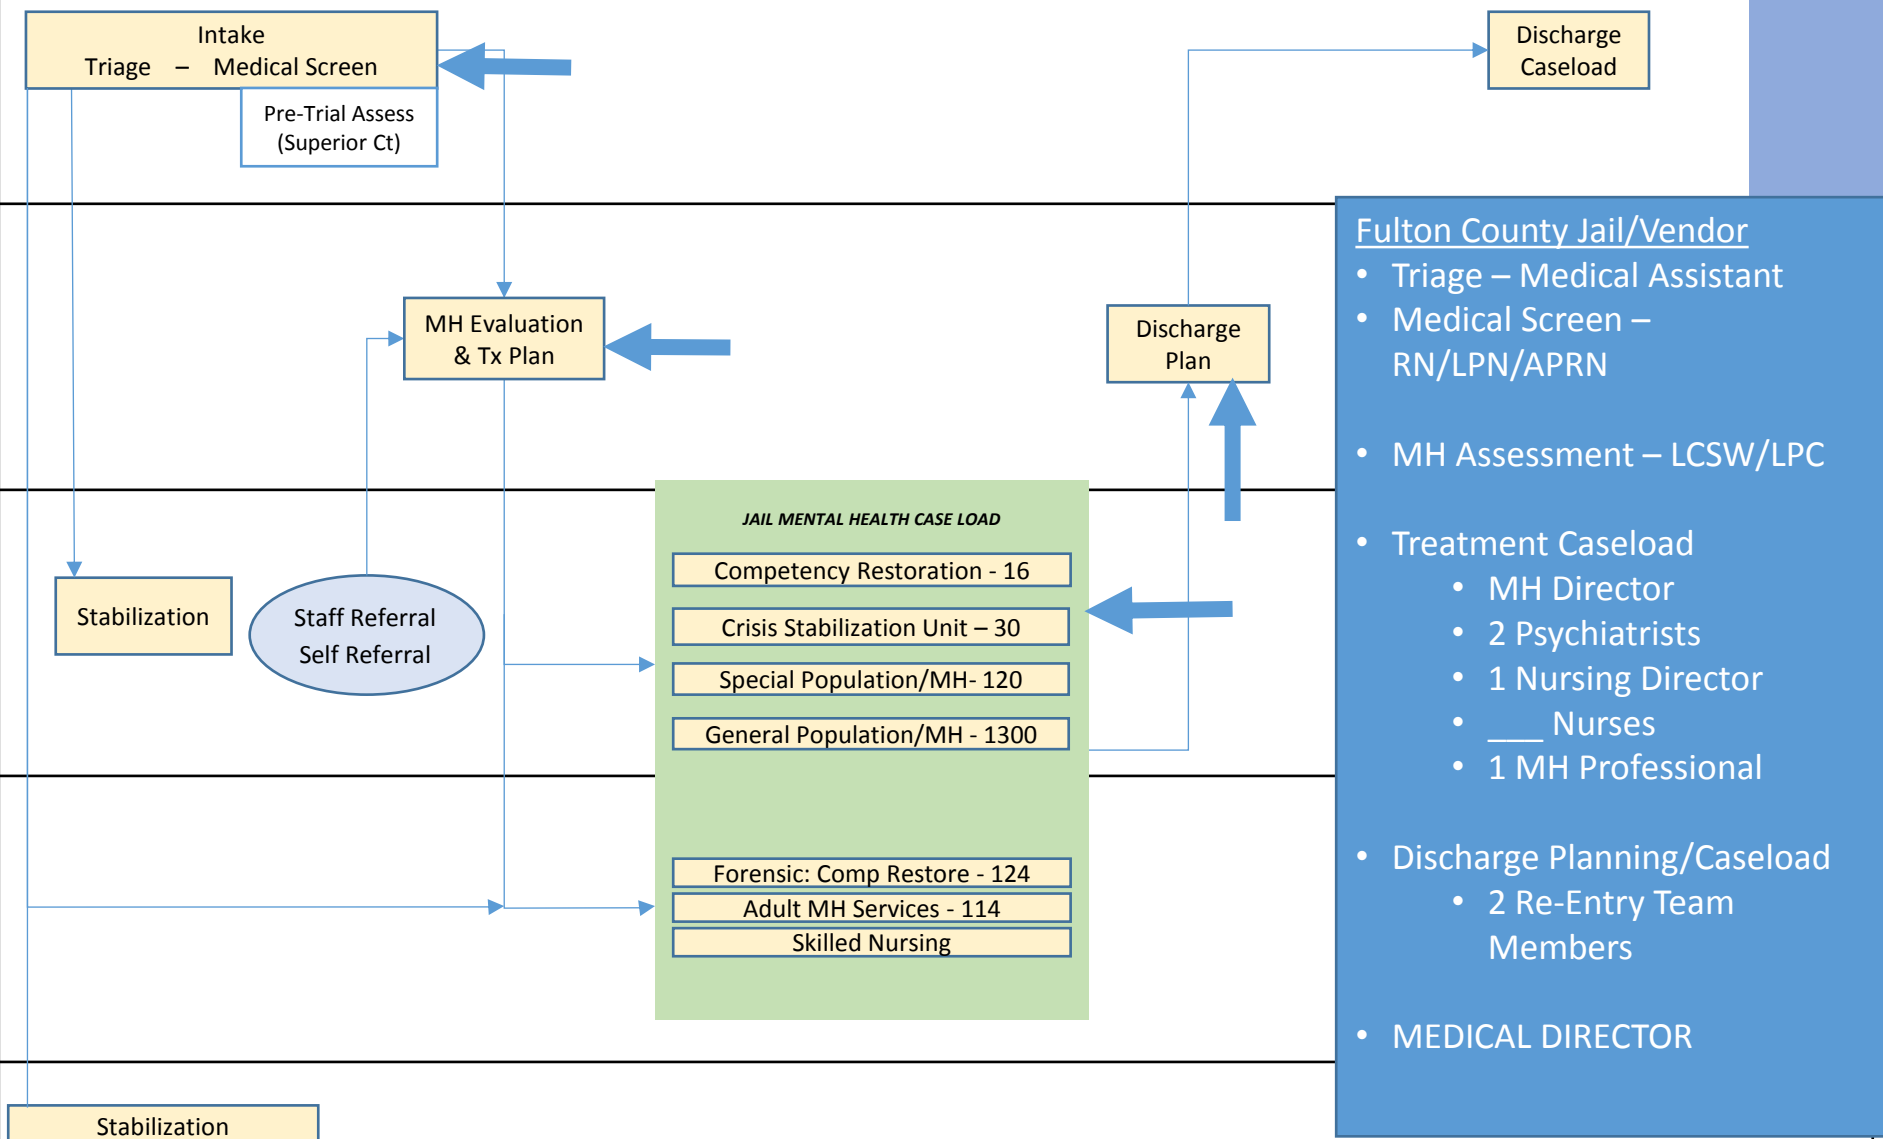 Intake
Triage – Medical Screen
Pre-Trial Assess
(Superior Ct)
Discharge
Caseload
MH Evaluation
& Tx Plan
Discharge
Plan
Stabilization
Staff Referral
Self Referral
JAIL MENTAL HEALTH CASE LOAD
Competency Restoration - 16
Crisis Stabilization Unit – 30
Special Population/MH- 120
General Population/MH - 1300
Forensic: Comp Restore - 124
Adult MH Services - 114
Skilled Nursing
Stabilization
Fulton County Jail/Vendor
• Triage – Medical Assistant
• Medical Screen –
RN/LPN/APRN
• MH Assessment – LCSW/LPC
• Treatment Caseload
• MH Director
• 2 Psychiatrists
• 1 Nursing Director
• ___ Nurses
• 1 MH Professional
• Discharge Planning/Caseload
• 2 Re-Entry Team
Members
• MEDICAL DIRECTOR